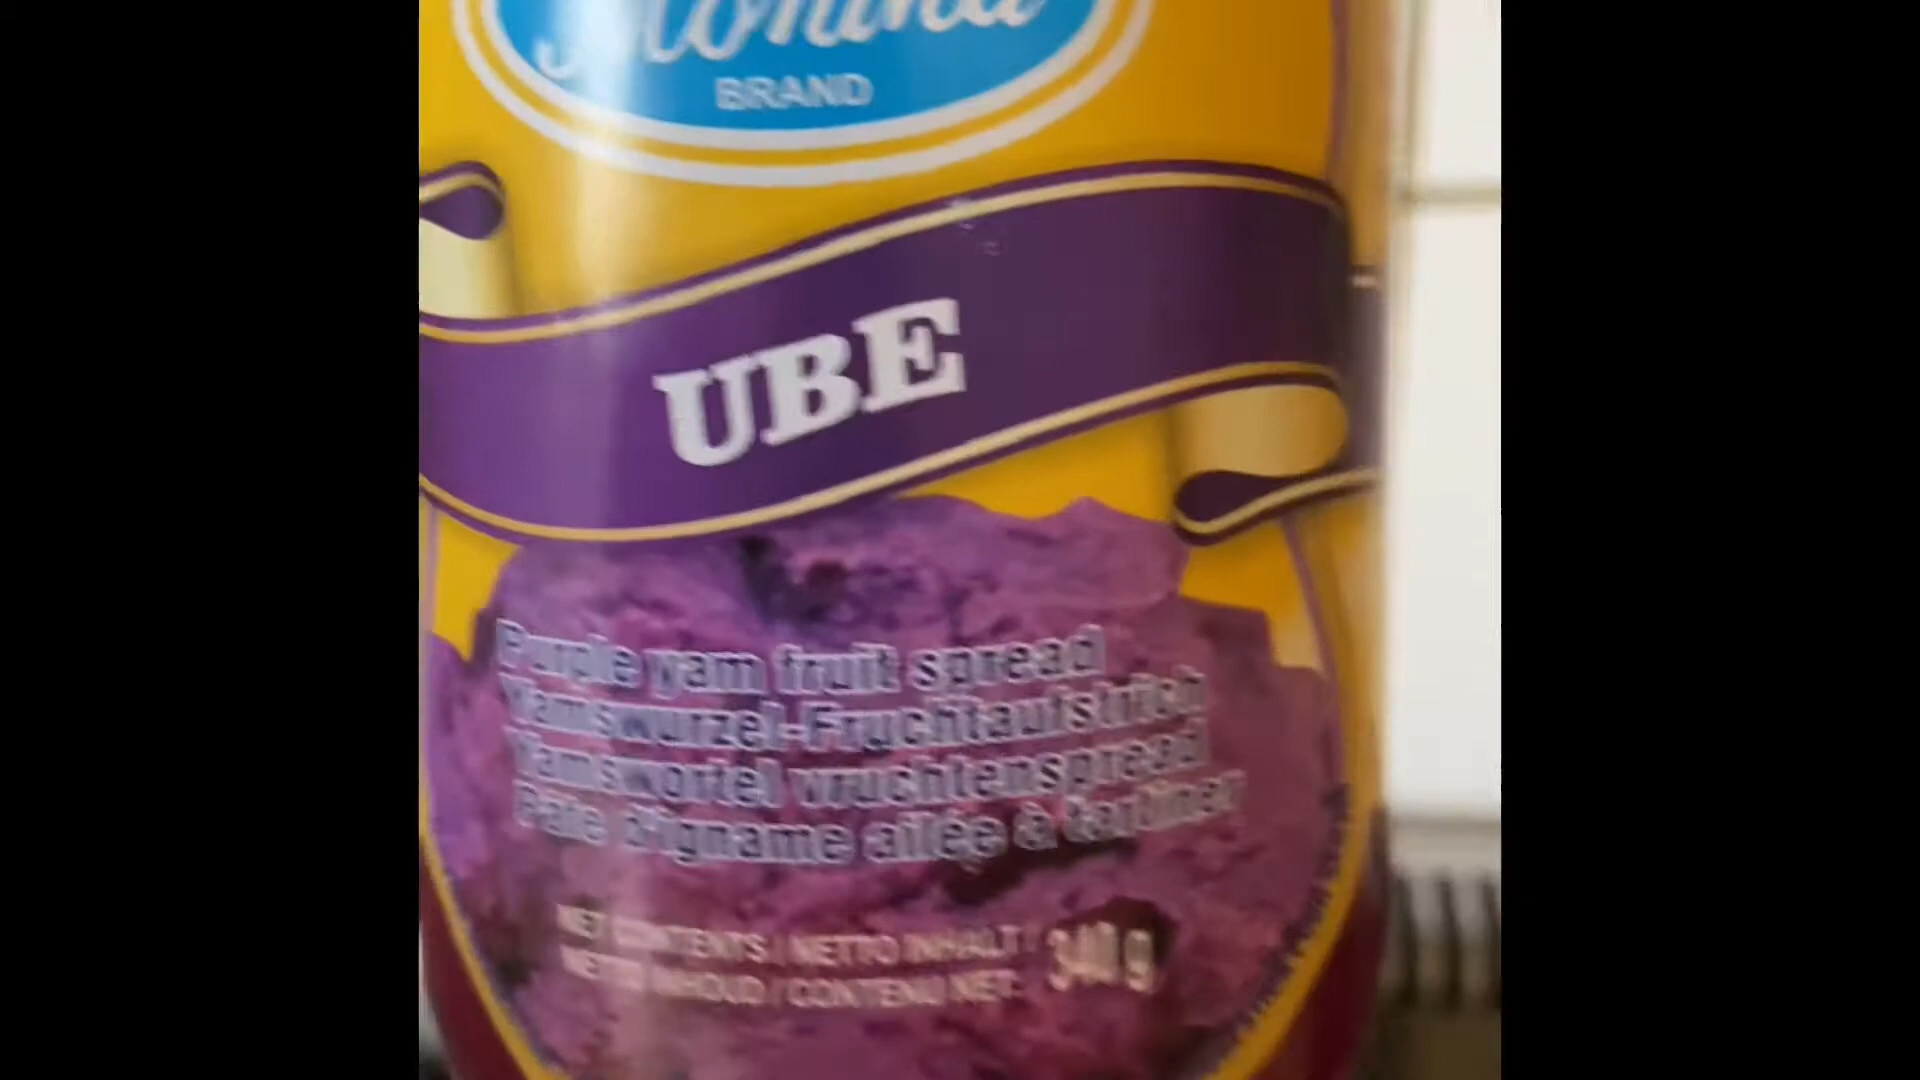 BRAND
UBE
Purple yam fruit spread
Yamswurzel-Fruchtaufstrich
Yamswortel vruchtenspread
Pâte d'igname ailée à tartiner
NET CONTENTS / NETTO INHALT:
NETTO INHOUD / CONTENU NET:
340 g